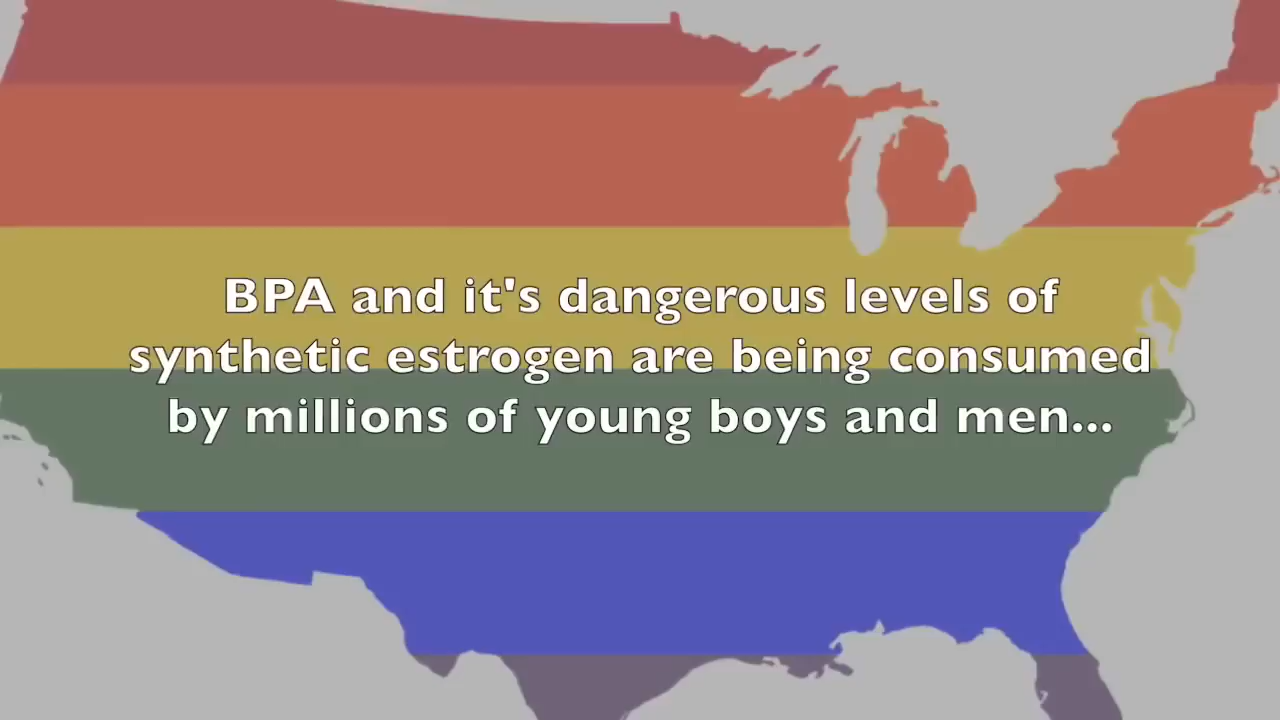 BPA and it's dangerous levels of
synthetic estrogen are being consumed
by millions of young boys and men...